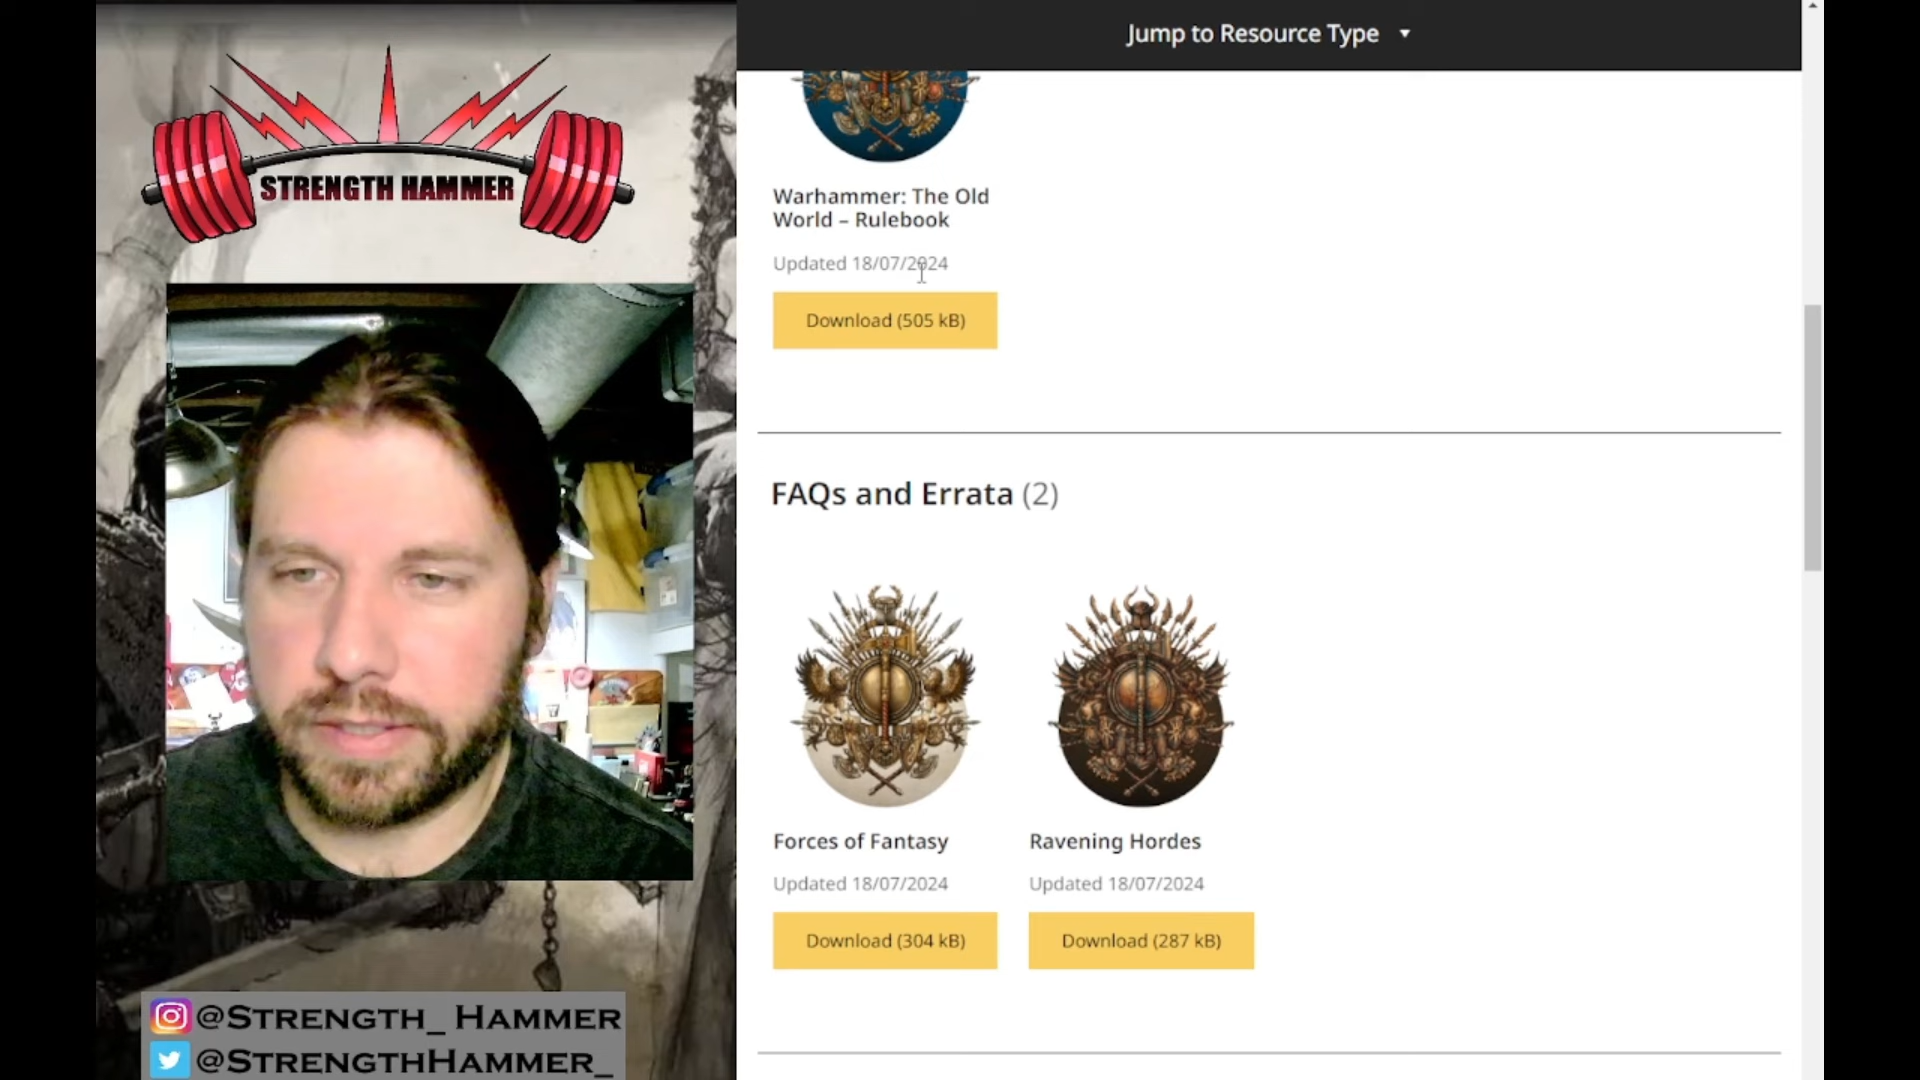 STRENGTH HAMMER
@STRENGTH_ HAMMER
@STRENGTHHAMMER_
Jump to Resource Type
Warhammer: The Old
World – Rulebook
Updated 18/07/2024
Download (505 kB)
FAQs and Errata (2)
Forces of Fantasy
Updated 18/07/2024
Download (304 kB)
Ravening Hordes
Updated 18/07/2024
Download (287 kB)